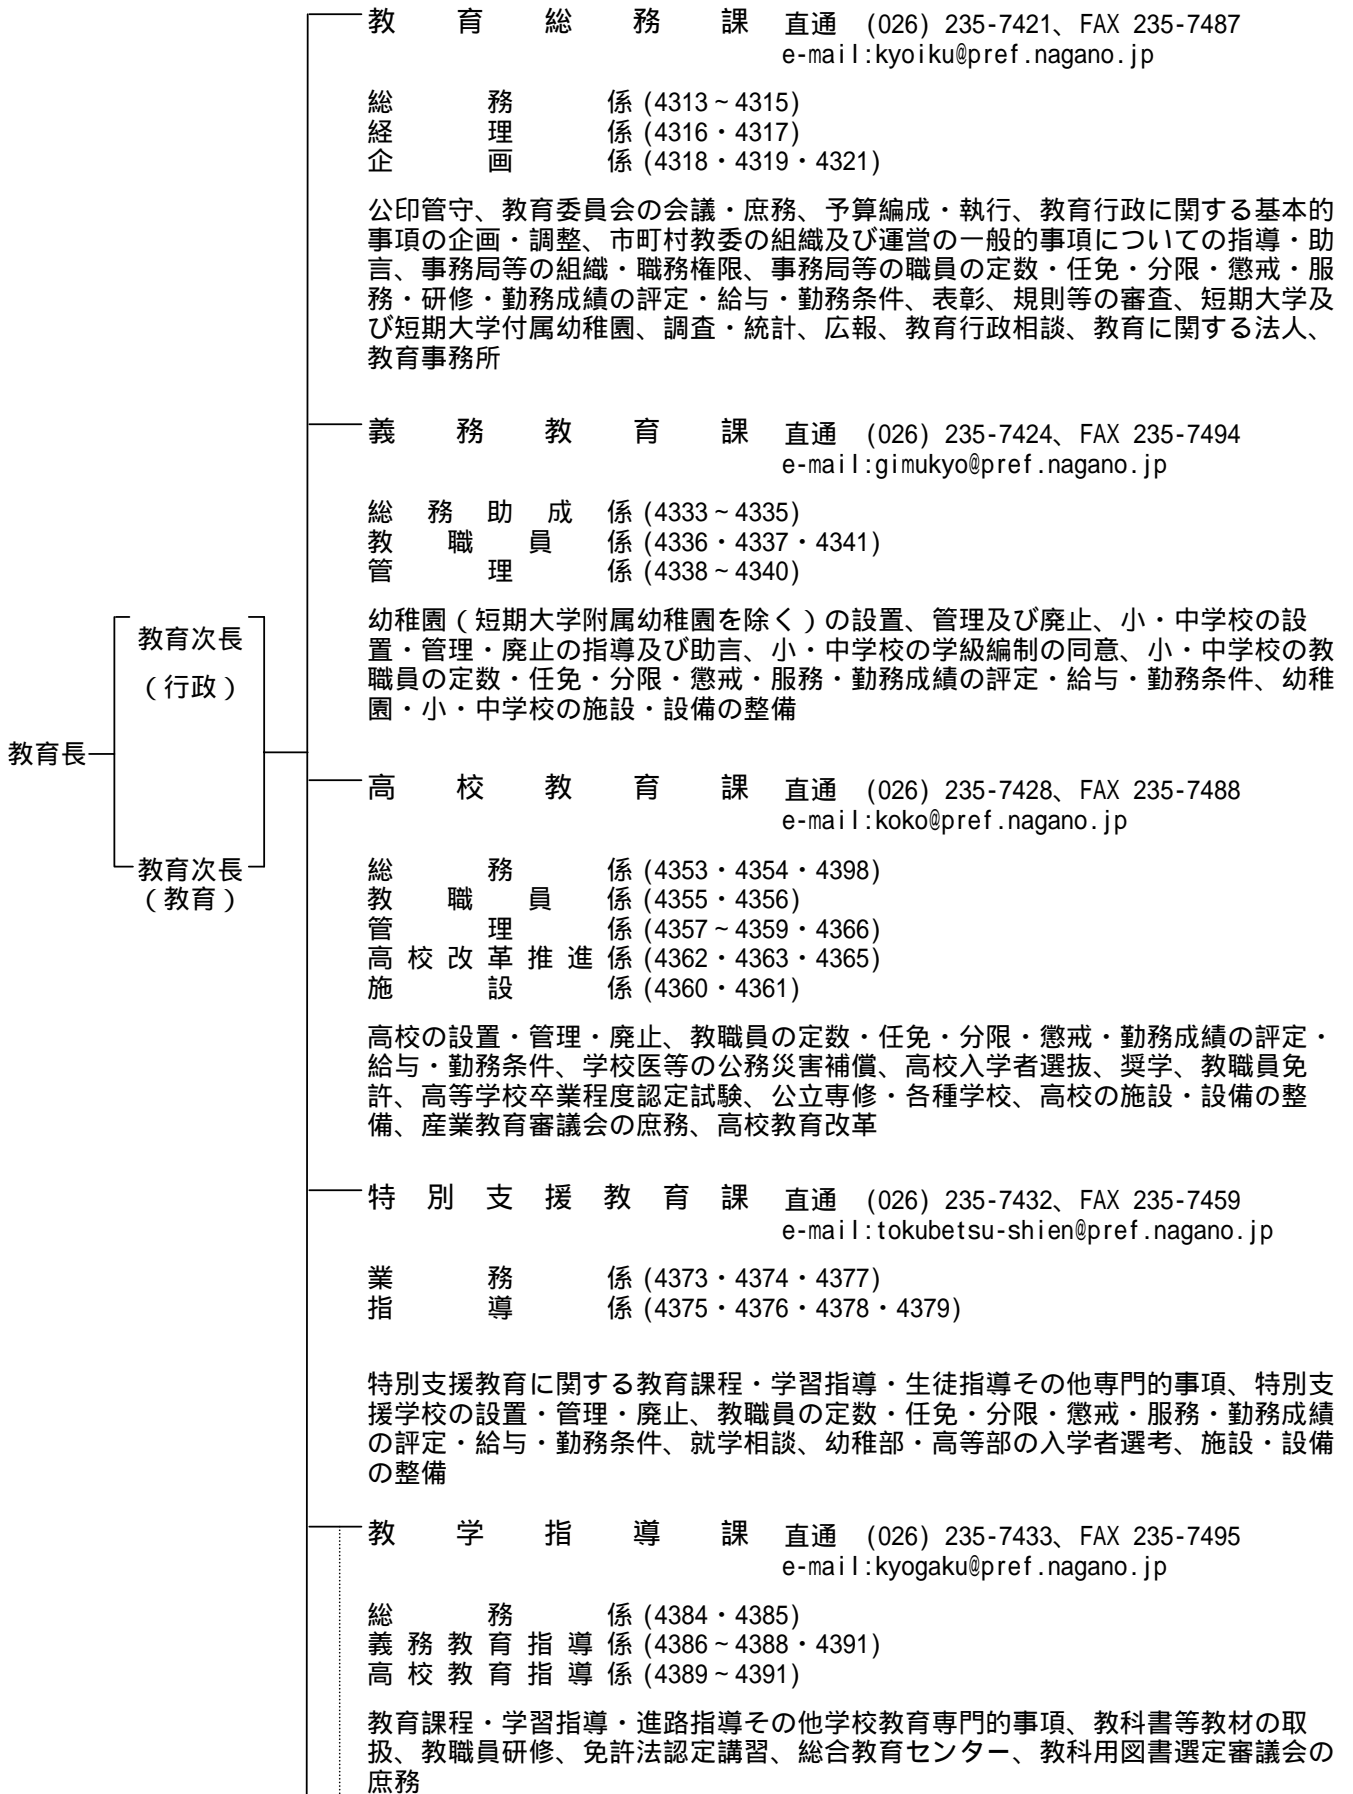 教育総務課 直通 (026) 235-7421、FAX 235-7487
e-mail:kyoiku@pref.nagano.jp
総務係 (4313~4315)
経理係 (4316・4317)
企画係 (4318・4319・4321)
公印管守、教育委員会の会議・庶務、予算編成・執行、教育行政に関する基本的
事項の企画・調整、市町村教委の組織及び運営の一般的事項についての指導・助
言、事務局等の組織・職務権限、事務局等の職員の定数・任免・分限・懲戒・服
務・研修・勤務成績の評定・給与・勤務条件、表彰、規則等の審査、短期大学及
び短期大学付属幼稚園、調査・統計、広報、教育行政相談、教育に関する法人、
教育事務所
義務教育課 直通 (026) 235-7424、FAX 235-7494
e-mail:gimukyo@pref.nagano.jp
総務助成係 (4333~4335)
教職員係 (4336・4337・4341)
管理係 (4338~4340)
幼稚園(短期大学附属幼稚園を除く)の設置、管理及び廃止、小・中学校の設
置・管理・廃止の指導及び助言、小・中学校の学級編制の同意、小・中学校の教
職員の定数・任免・分限・懲戒・服務・勤務成績の評定・給与・勤務条件、幼稚
園・小・中学校の施設・設備の整備
教育長
教育次長
(行政)
教育次長
(教育)
高校教育課 直通 (026) 235-7428、FAX 235-7488
e-mail:koko@pref.nagano.jp
総務係 (4353・4354・4398)
教職員係 (4355・4356)
管理係 (4357~4359・4366)
高校改革推進係 (4362・4363・4365)
施設係 (4360・4361)
高校の設置・管理・廃止、教職員の定数・任免・分限・懲戒・勤務成績の評定・
給与・勤務条件、学校医等の公務災害補償、高校入学者選抜、奨学、教職員免
許、高等学校卒業程度認定試験、公立専修・各種学校、高校の施設・設備の整
備、産業教育審議会の庶務、高校教育改革
特別支援教育課 直通 (026) 235-7432、FAX 235-7459
e-mail:tokubetsu-shien@pref.nagano.jp
業務係 (4373・4374・4377)
指導係 (4375・4376・4378・4379)
特別支援教育に関する教育課程・学習指導・生徒指導その他専門的事項、特別支
援学校の設置・管理・廃止、教職員の定数・任免・分限・懲戒・服務・勤務成績
の評定・給与・勤務条件、就学相談、幼稚部・高等部の入学者選考、施設・設備
の整備
教学指導課 直通 (026) 235-7433、FAX 235-7495
e-mail:kyogaku@pref.nagano.jp
総務係 (4384・4385)
義務教育指導係 (4386~4388・4391)
高校教育指導係 (4389~4391)
教育課程・学習指導・進路指導その他学校教育専門的事項、教科書等教材の取
扱、教職員研修、免許法認定講習、総合教育センター、教科用図書選定審議会の
庶務